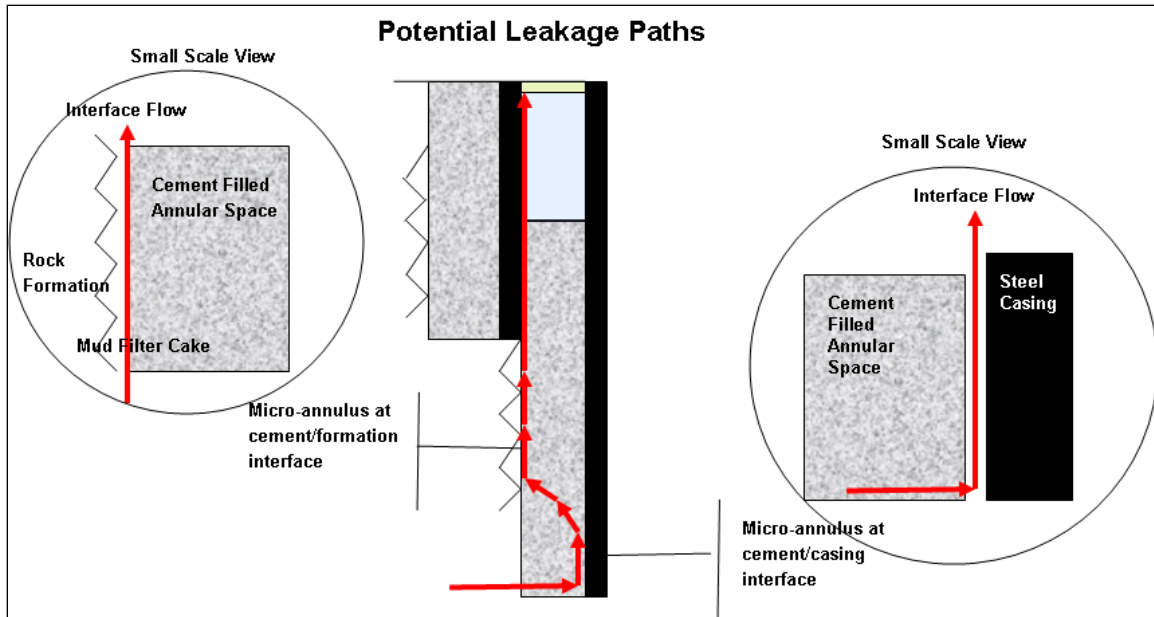 Potential Leakage Paths
Small Scale View
Interface Flow
Cement Filled
Annular Space
Rock
Formation
Mud Filter Cake
Micro-annulus at
cement/formation
interface
Small Scale View
Interface Flow
Steel
Casing
Cement
Filled
Annular
Space
Micro-annulus at
cement/casing
interface